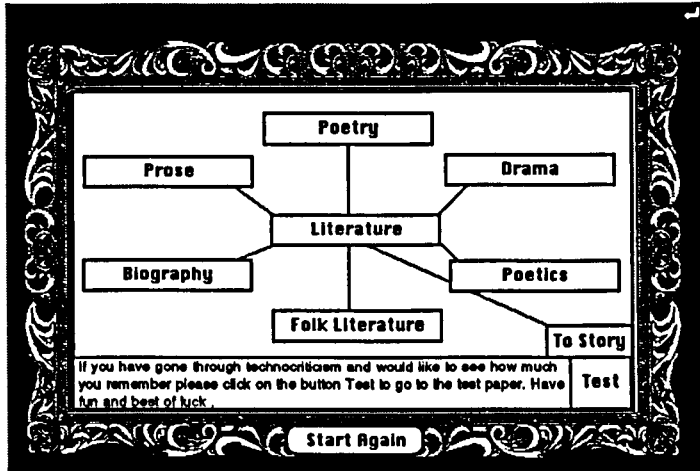 Poetry
Prose
Drama
Literature
Biography
Poetics
Folk Literature
To Story
If you have gone through technocriticism and would like to see how much
you remember please click on the button Test to go to the test paper. Have
fun and best of luck .
Test
Start Again